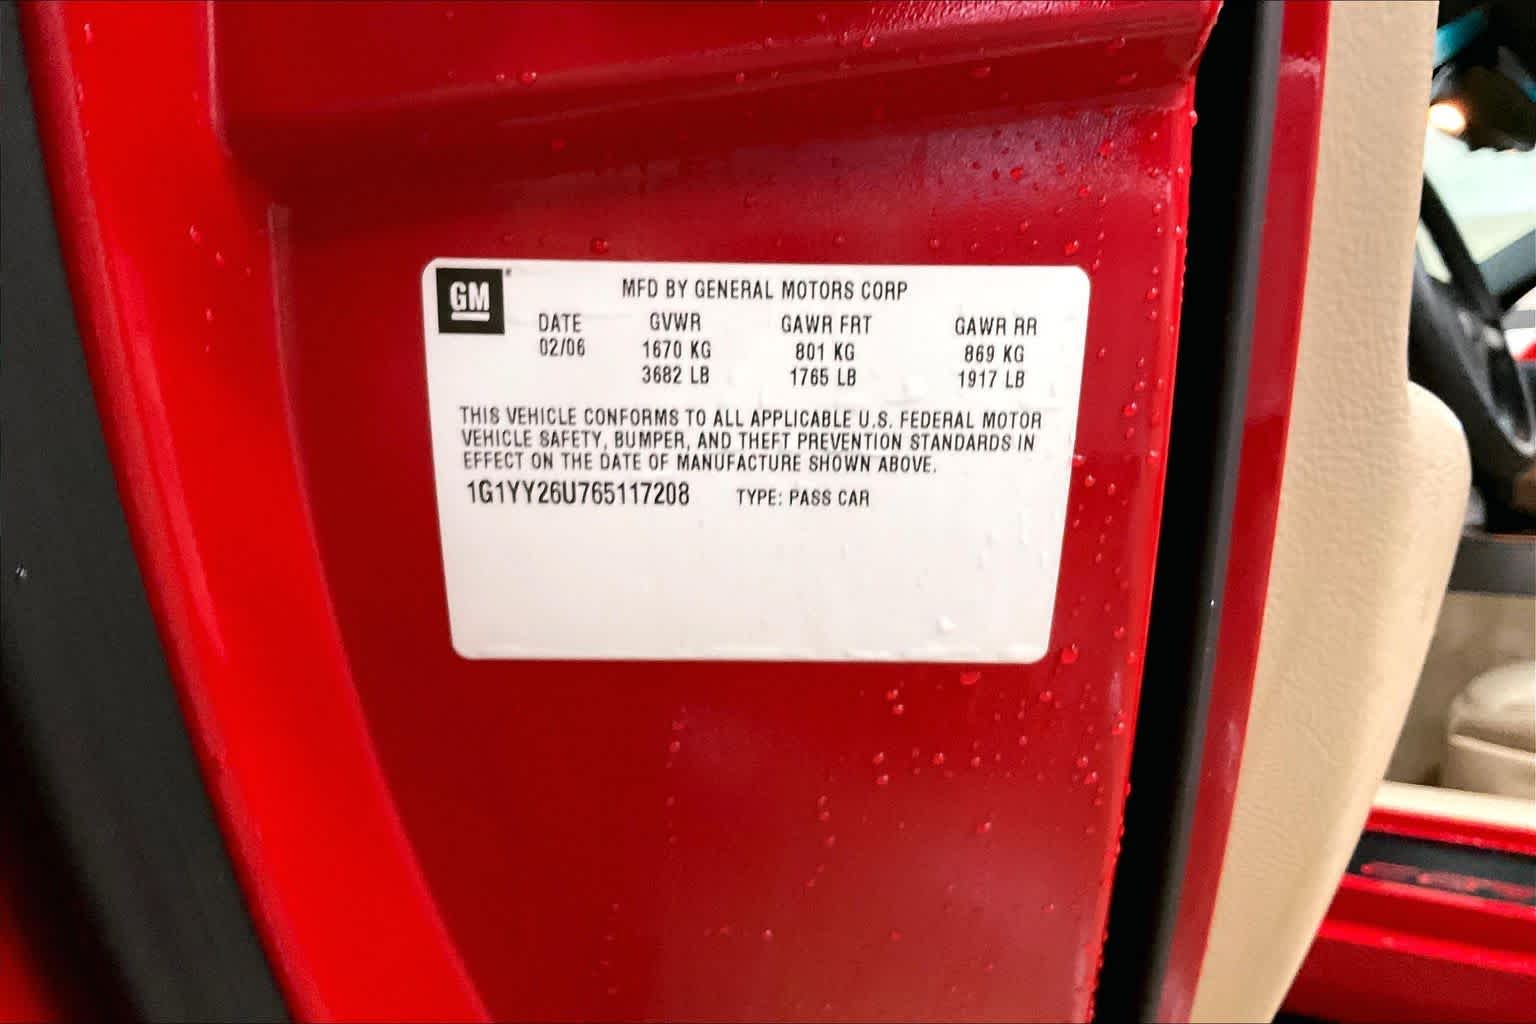 GM
MFD BY GENERAL MOTORS CORP
DATE GVWR GAWR FRT GAWR RR
02/06 1670 KG 801 KG 869 KG
3682 LB 1765 LB 1917 LB
THIS VEHICLE CONFORMS TO ALL APPLICABLE U.S. FEDERAL MOTOR
VEHICLE SAFETY, BUMPER, AND THEFT PREVENTION STANDARDS IN
EFFECT ON THE DATE OF MANUFACTURE SHOWN ABOVE.
1G1YY26U765117208 TYPE: PASS CAR